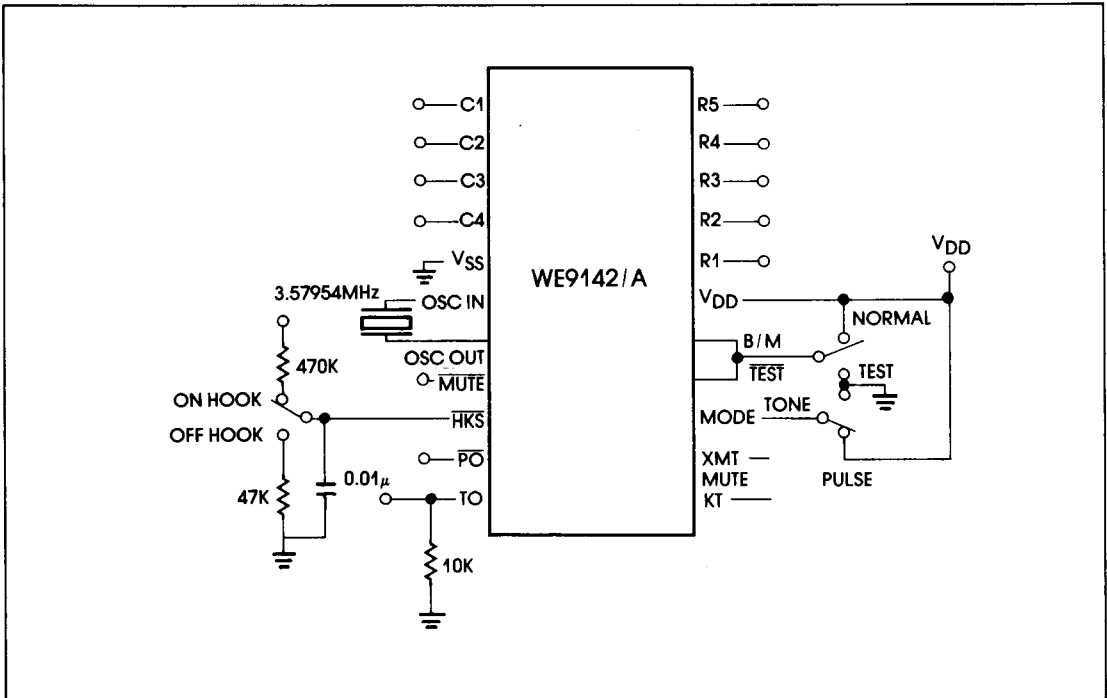 C1
C2
C3
C4
VSS
3.57954MHz
OSC IN
OSC OUT
MUTE
470K
ON HOOK
OFF HOOK
HKS
PO
47K
0.01μ
TO
10K
WE9142/A
R5
R4
R3
R2
R1
VDD
VDD
NORMAL
B/M
TEST
TEST
MODE
TONE
XMT
MUTE
PULSE
KT